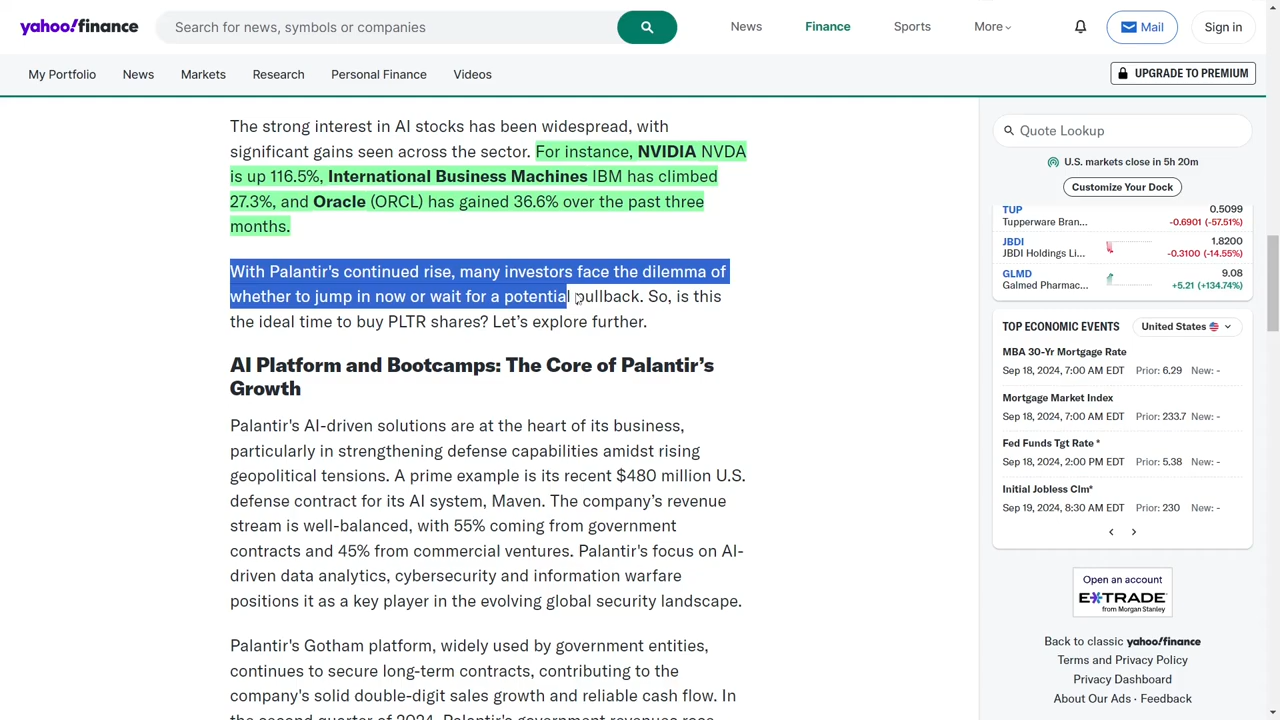 yahoo!finance
Search for news, symbols or companies
News
Finance
Sports
More
Mail
Sign in
My Portfolio
News
Markets
Research
Personal Finance
Videos
UPGRADE TO PREMIUM
The strong interest in AI stocks has been widespread, with
significant gains seen across the sector. For instance, NVIDIA NVDA
is up 116.5%, International Business Machines IBM has climbed
27.3%, and Oracle (ORCL) has gained 36.6% over the past three
months.
With Palantir's continued rise, many investors face the dilemma of
whether to jump in now or wait for a potential pullback. So, is this
the ideal time to buy PLTR shares? Let’s explore further.
AI Platform and Bootcamps: The Core of Palantir’s
Growth
Palantir's AI-driven solutions are at the heart of its business,
particularly in strengthening defense capabilities amidst rising
geopolitical tensions. A prime example is its recent $480 million U.S.
defense contract for its AI system, Maven. The company’s revenue
stream is well-balanced, with 55% coming from government
contracts and 45% from commercial ventures. Palantir's focus on AI-
driven data analytics, cybersecurity and information warfare
positions it as a key player in the evolving global security landscape.
Palantir's Gotham platform, widely used by government entities,
continues to secure long-term contracts, contributing to the
company's solid double-digit sales growth and reliable cash flow. In
the second quarter of 2024, Palantir's government revenues rose
Quote Lookup
U.S. markets close in 5h 20m
Customize Your Dock
TUP 0.5099
Tupperware Bran... -0.6901 (-57.51%)
JBDI 1.8200
JBDI Holdings Li... -0.3100 (-14.55%)
GLMD 9.08
Galmed Pharmac... +5.21 (+134.74%)
TOP ECONOMIC EVENTS United States
MBA 30-Yr Mortgage Rate
Sep 18, 2024, 7:00 AM EDT Prior: 6.29 New: -
Mortgage Market Index
Sep 18, 2024, 7:00 AM EDT Prior: 233.7 New: -
Fed Funds Tgt Rate *
Sep 18, 2024, 2:00 PM EDT Prior: 5.38 New: -
Initial Jobless Clm*
Sep 19, 2024, 8:30 AM EDT Prior: 230 New: -
Open an account
E*TRADE
from Morgan Stanley
Back to classic yahoo!finance
Terms and Privacy Policy
Privacy Dashboard
About Our Ads · Feedback